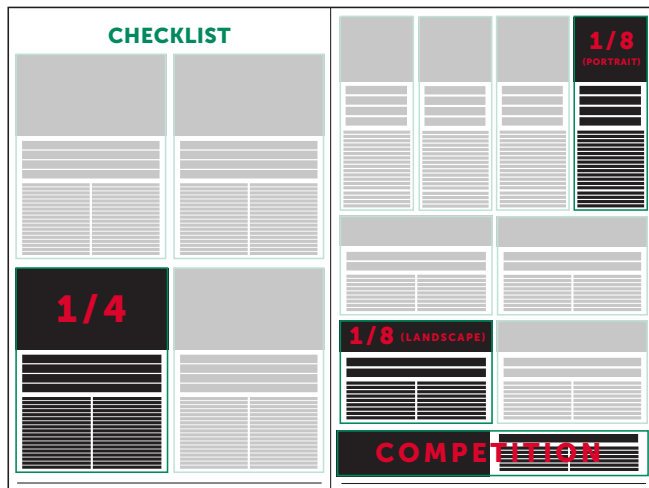 CHECKLIST
1/4
1/8
(PORTRAIT)
1/8 (LANDSCAPE)
COMPETITION